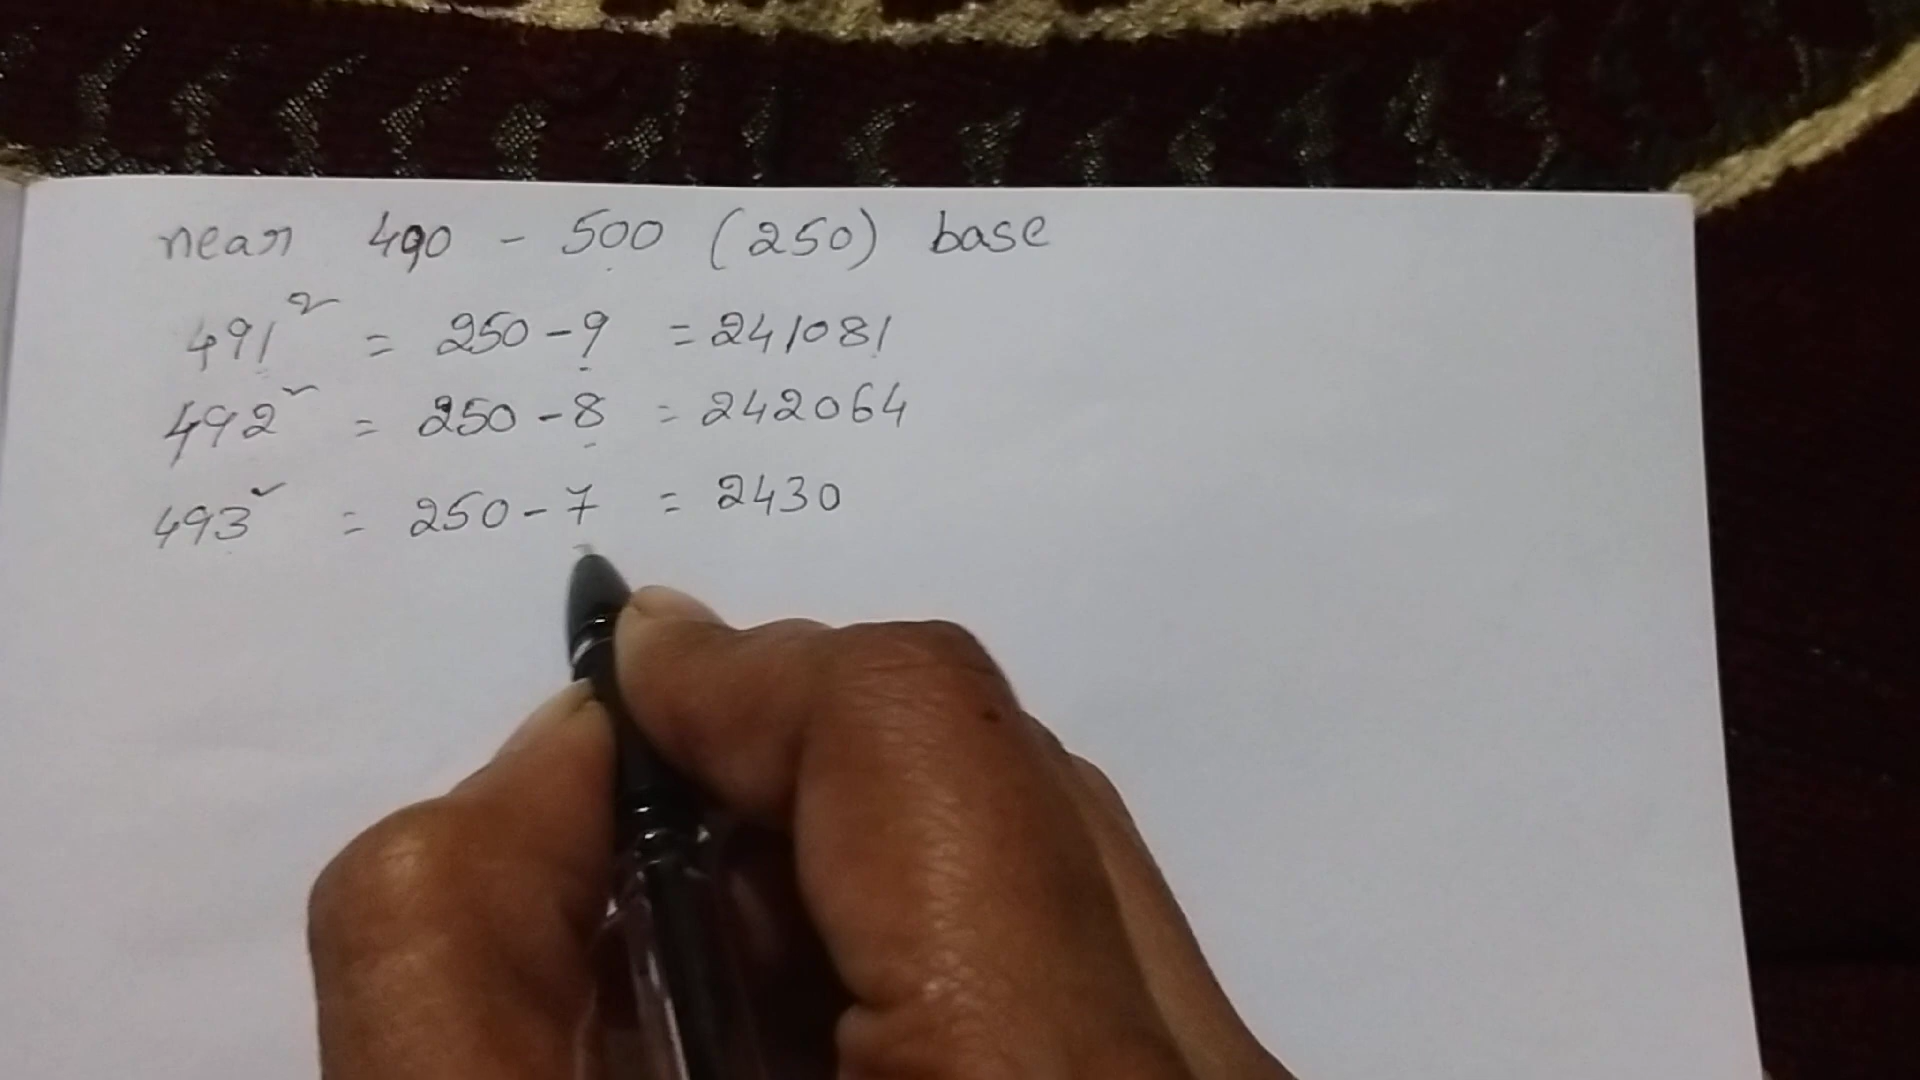 near 490 - 500 (250) base
491² = 250 - 9 = 241081
492² = 250 - 8 = 242064
493² = 250 - 7 = 2430